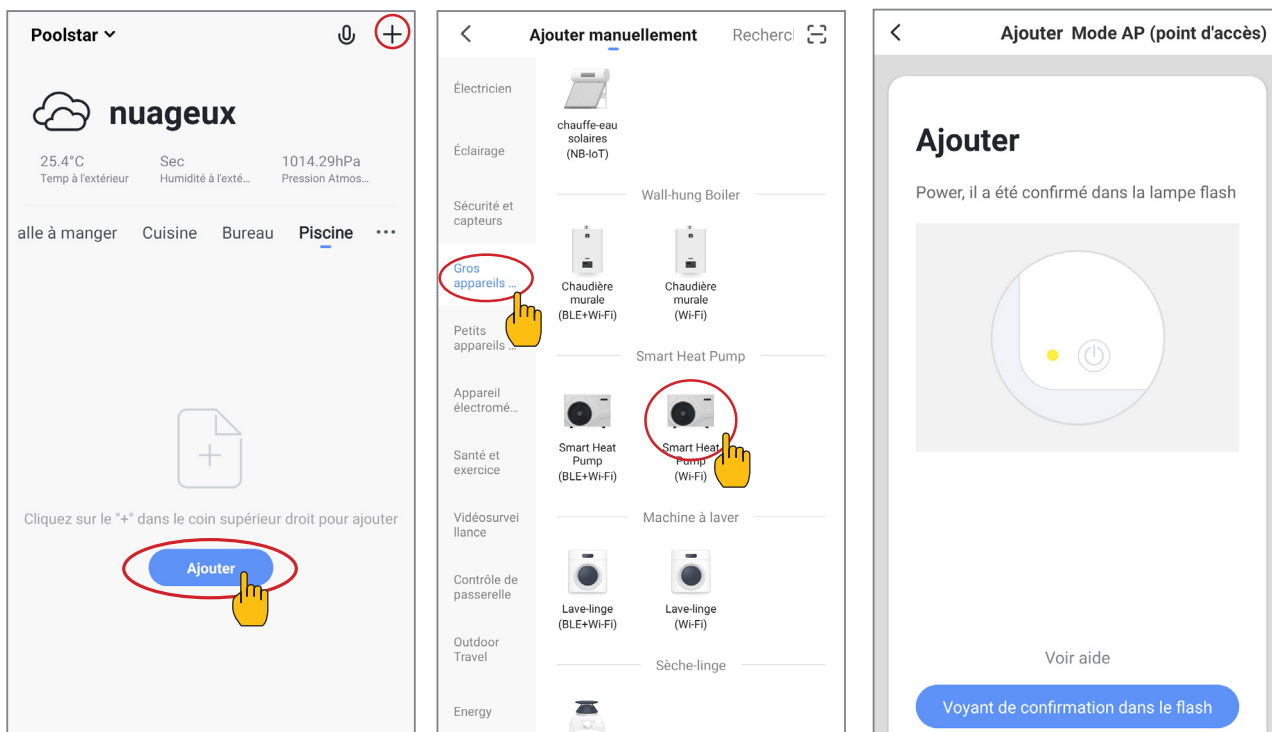 Poolstar
nuageux
25.4°C Sec 1014.29hPa
Temp à l'extérieur Humidité à l'exté... Pression Atmos...
alle à manger Cuisine Bureau Piscine ...
Cliquez sur le "+" dans le coin supérieur droit pour ajouter
Ajouter
Ajouter manuellement Recherc
Électricien
Éclairage
Sécurité et
capteurs
Gros
appareils ...
Petits
appareils ...
Appareil
électromé...
Santé et
exercice
Vidéosurvei
llance
Contrôle de
passerelle
Outdoor
Travel
Energy
chauffe-eau
solaires
(NB-IoT)
Wall-hung Boiler
Chaudière
murale
(BLE+Wi-Fi)
Chaudière
murale
(Wi-Fi)
Smart Heat Pump
Smart Heat
Pump
(BLE+Wi-Fi)
Smart Heat
Pump
(Wi-Fi)
Machine à laver
Lave-linge
(BLE+Wi-Fi)
Lave-linge
(Wi-Fi)
Sèche-linge
Ajouter Mode AP (point d'accès)
Ajouter
Power, il a été confirmé dans la lampe flash
Voir aide
Voyant de confirmation dans le flash